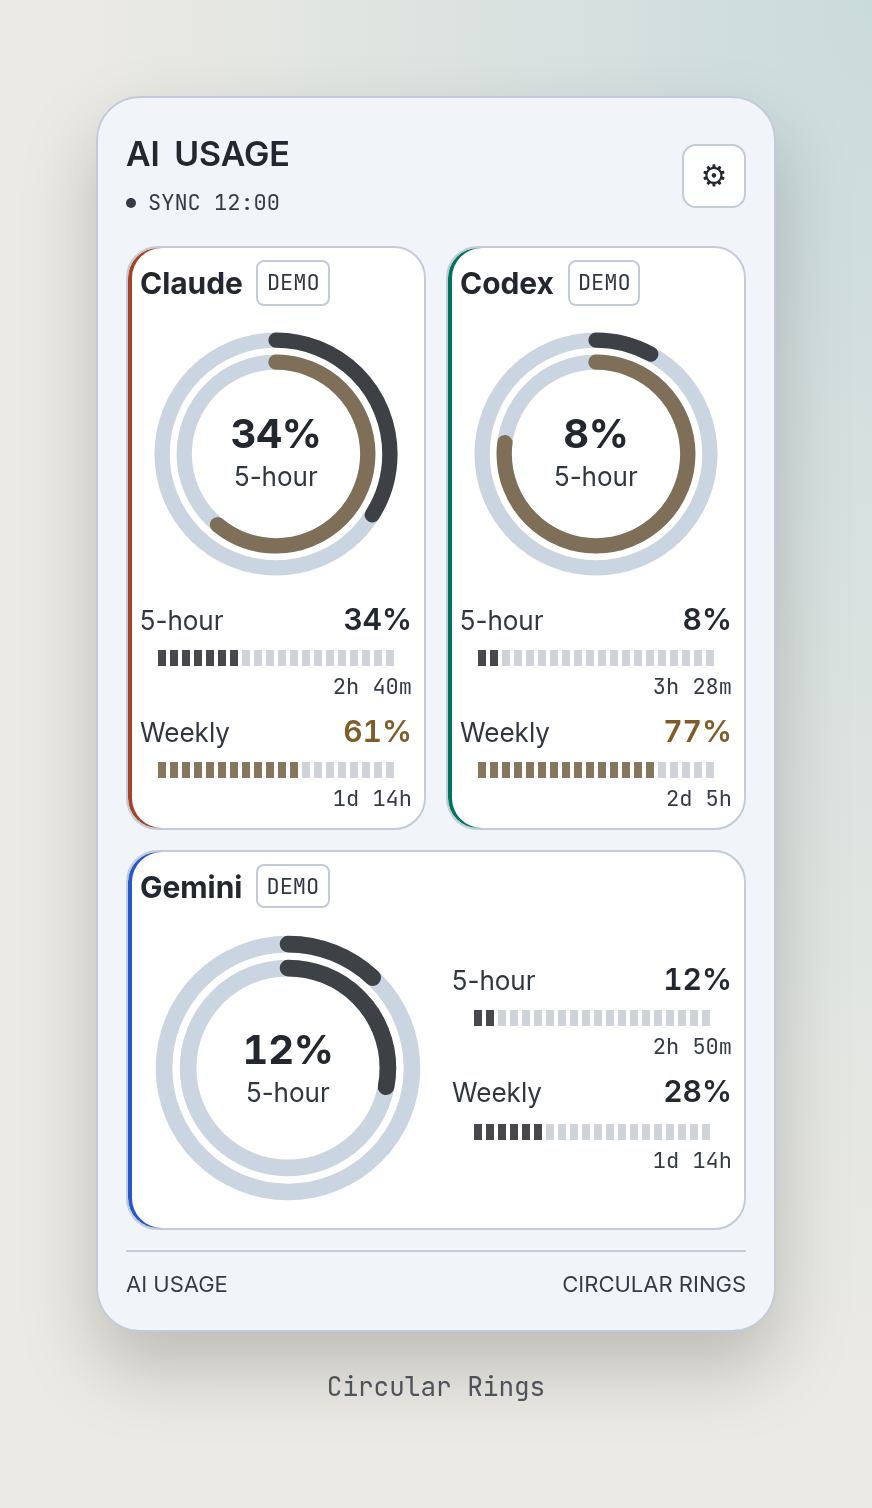 AI USAGE
SYNC 12:00
⚙
Claude DEMO
34%
5-hour
5-hour 34%
2h 40m
Weekly 61%
1d 14h
Codex DEMO
8%
5-hour
5-hour 8%
3h 28m
Weekly 77%
2d 5h
Gemini DEMO
12%
5-hour
5-hour 12%
2h 50m
Weekly 28%
1d 14h
AI USAGE CIRCULAR RINGS
Circular Rings